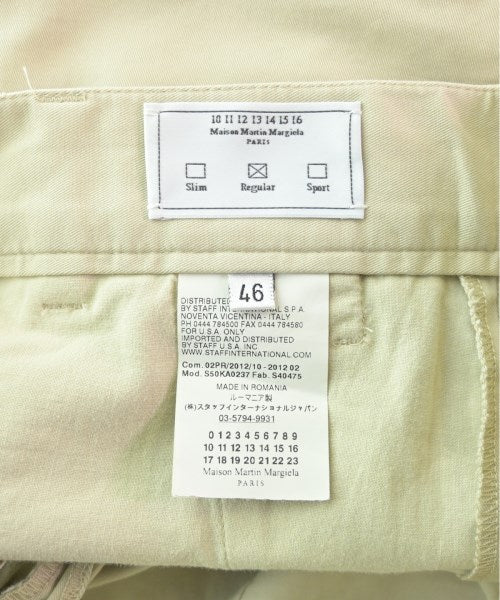 10 11 12 13 14 15 16
Maison Martin Margiela
PARIS
Slim Regular Sport
46
DISTRIBUTED
BY STAFF INTERNATIONAL S.P.A.
NOVENTA VICENTINA - ITALY
PH 0444 784500 FAX 0444 784580
FOR U.S.A. ONLY
IMPORTED AND DISTRIBUTED
BY STAFF U.S.A. INC
WWW.STAFFINTERNATIONAL.COM
Com. 02PR/2012/10 - 2012 02
Mod. S50KA0237 Fab. S40475
MADE IN ROMANIA
ルーマニア製
(株)スタッフインターナショナルジャパン
03-5794-9931
0 1 2 3 4 5 6 7 8 9
10 11 12 13 14 15 16
17 18 19 20 21 22 23
Maison Martin Margiela
PARIS